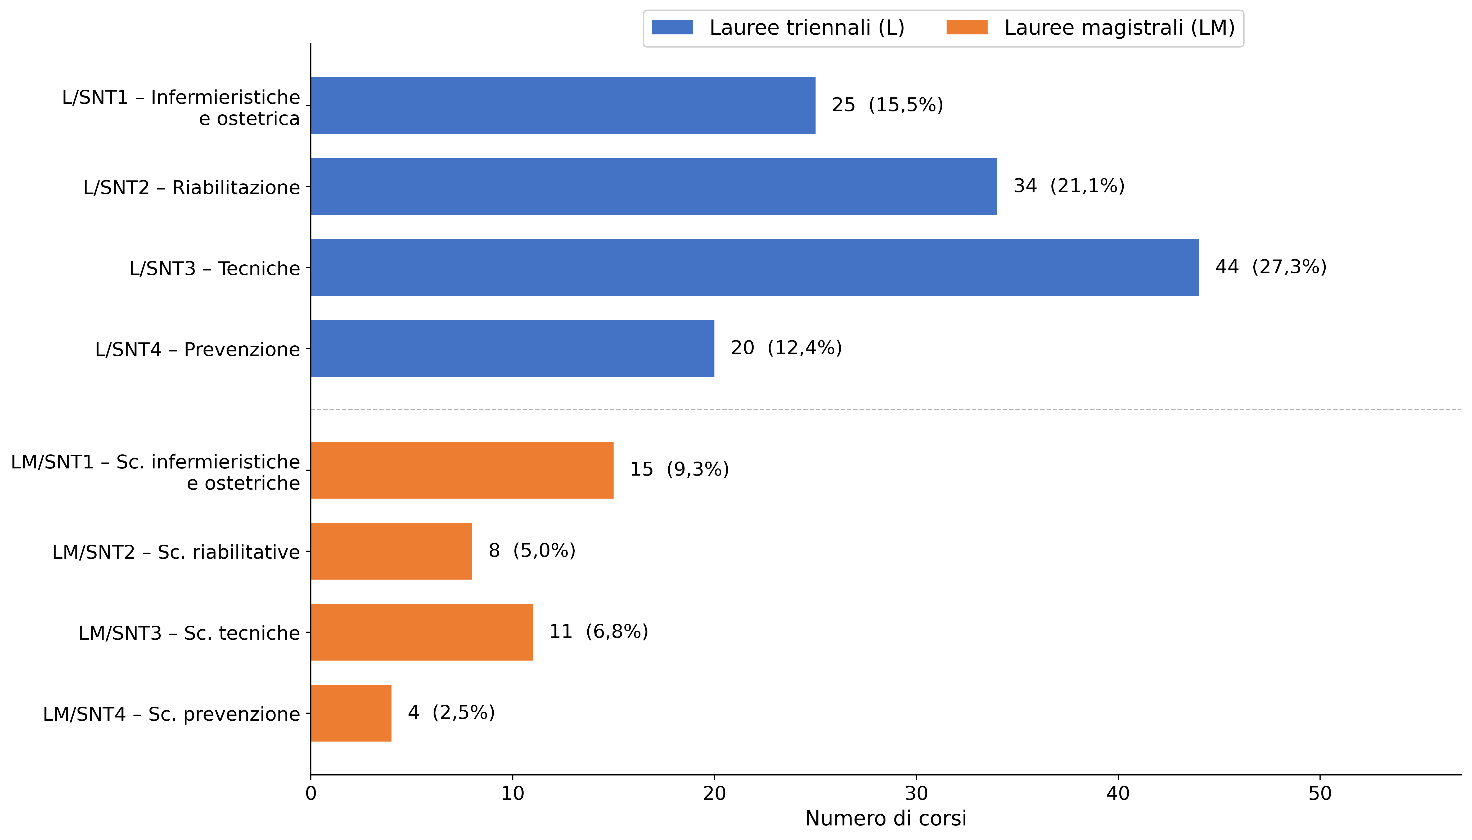 Lauree triennali (L)
Lauree magistrali (LM)
L/SNT1 – Infermieristiche
e ostetrica
25 (15,5%)
L/SNT2 – Riabilitazione
34 (21,1%)
L/SNT3 – Tecniche
44 (27,3%)
L/SNT4 – Prevenzione
20 (12,4%)
LM/SNT1 – Sc. infermieristiche
e ostetriche
15 (9,3%)
LM/SNT2 – Sc. riabilitative
8 (5,0%)
LM/SNT3 – Sc. tecniche
11 (6,8%)
LM/SNT4 – Sc. prevenzione
4 (2,5%)
0 10 20 30 40 50
Numero di corsi